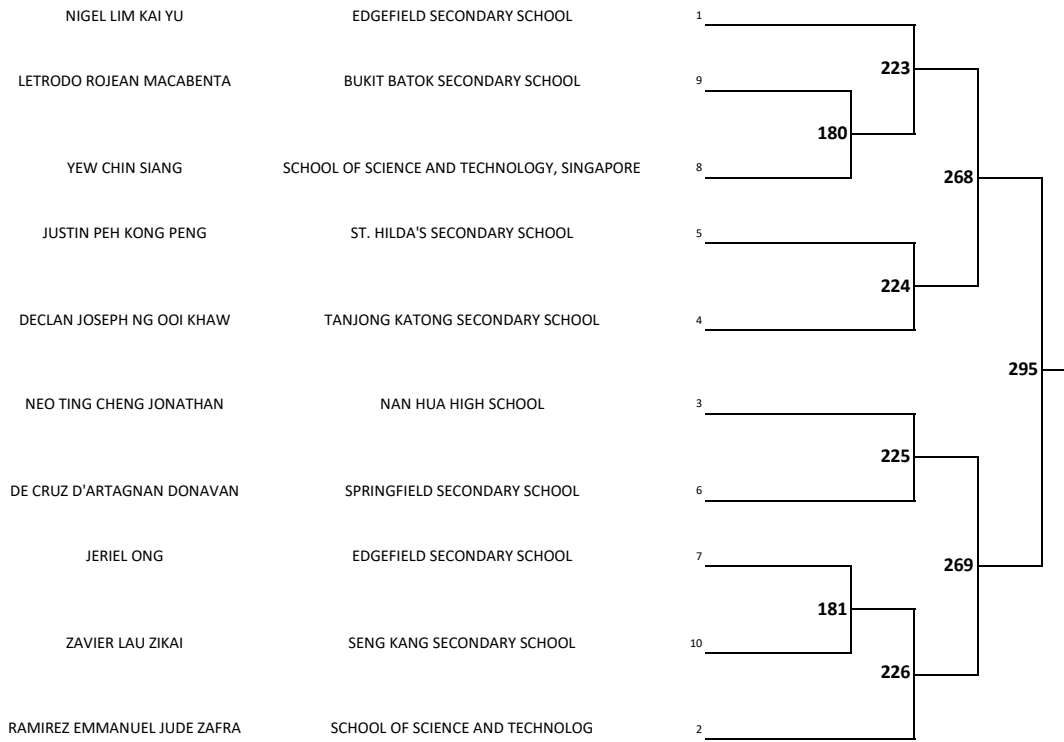 NIGEL LIM KAI YU EDGEFIELD SECONDARY SCHOOL 1
223
LETRODO ROJEAN MACABENTA BUKIT BATOK SECONDARY SCHOOL 9
180
YEW CHIN SIANG SCHOOL OF SCIENCE AND TECHNOLOGY, SINGAPORE 8
268
JUSTIN PEH KONG PENG ST. HILDA'S SECONDARY SCHOOL 5
224
DECLAN JOSEPH NG OOI KHAW TANJONG KATONG SECONDARY SCHOOL 4
295
NEO TING CHENG JONATHAN NAN HUA HIGH SCHOOL 3
225
DE CRUZ D'ARTAGNAN DONAVAN SPRINGFIELD SECONDARY SCHOOL 6
JERIEL ONG EDGEFIELD SECONDARY SCHOOL 7
269
181
ZAVIER LAU ZIKAI SENG KANG SECONDARY SCHOOL 10
226
RAMIREZ EMMANUEL JUDE ZAFRA SCHOOL OF SCIENCE AND TECHNOLOG 2